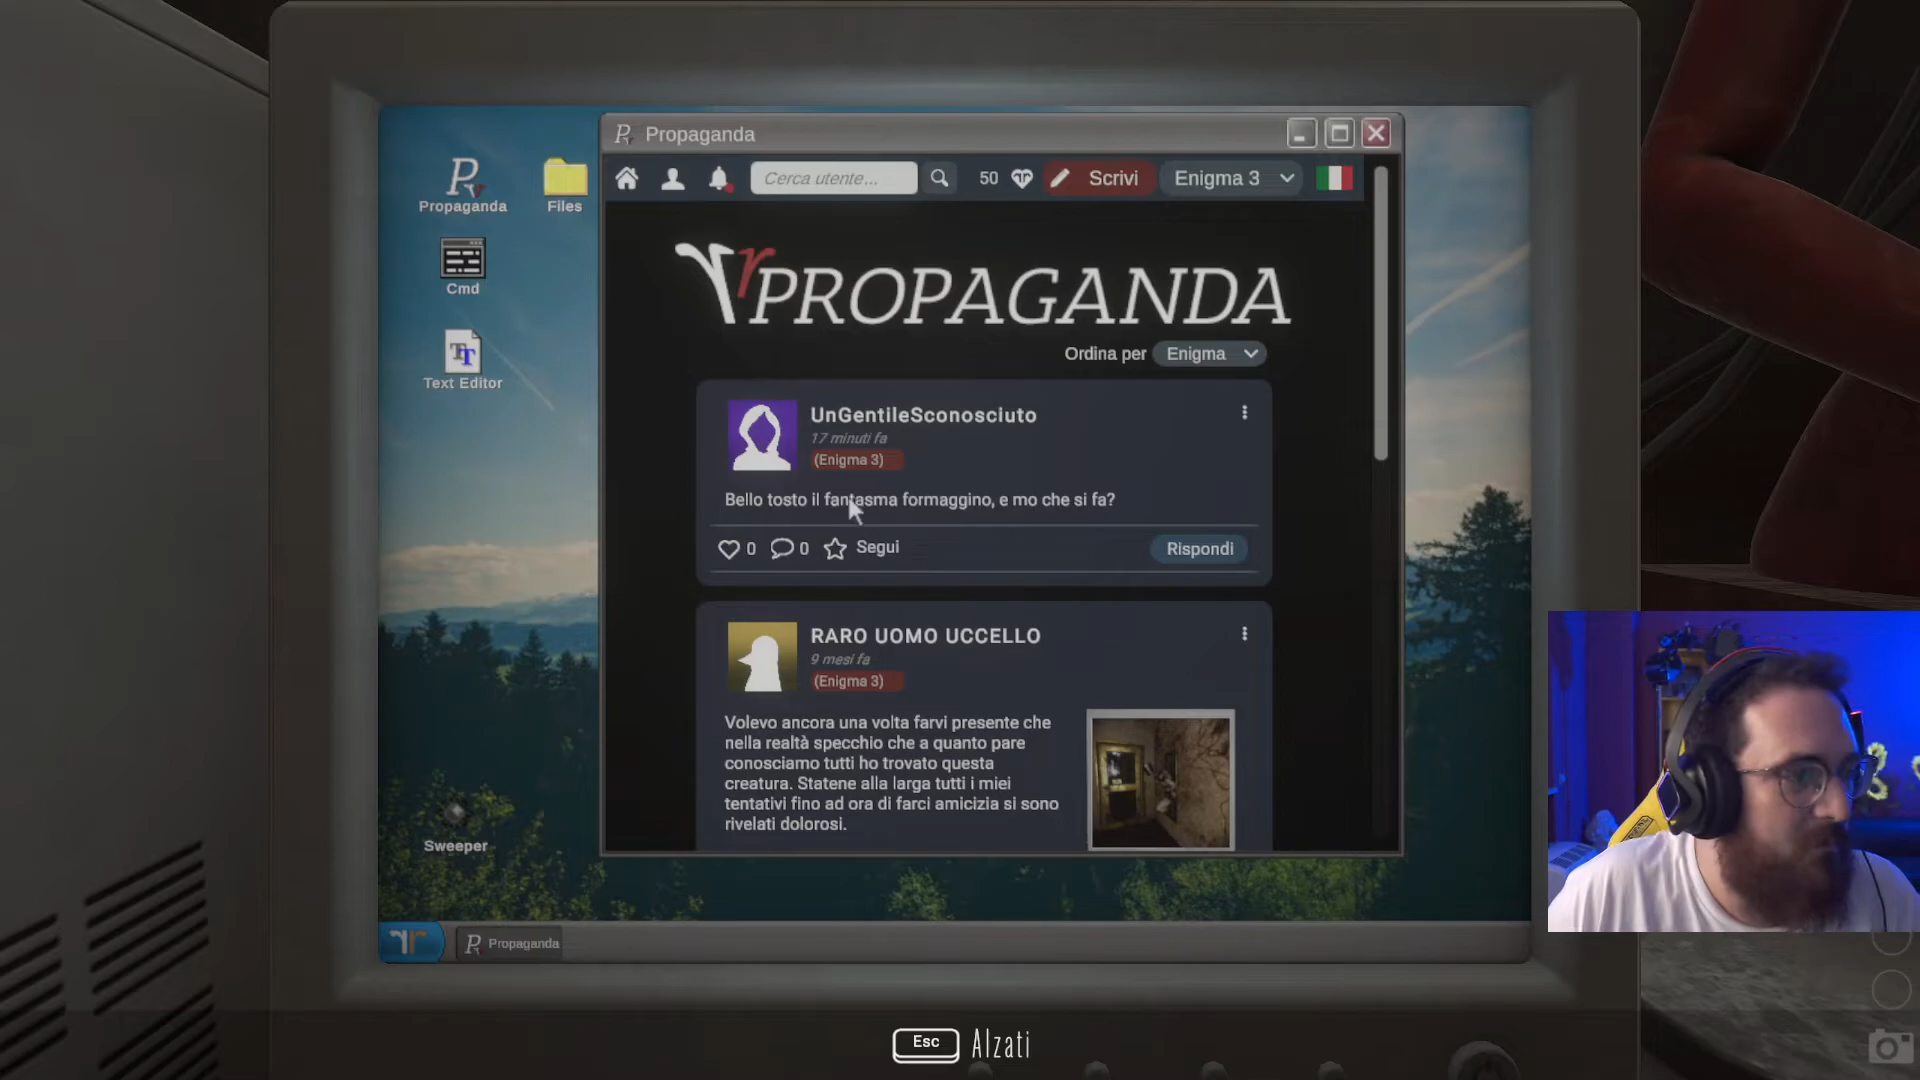 Propaganda
Cerca utente...
50
Scrivi
Enigma 3
Propaganda
Files
PROPAGANDA
Cmd
Ordina per
Enigma
Text Editor
UnGentileSconosciuto
17 minuti fa
(Enigma 3)
Bello tosto il fantasma formaggino, e mo che si fa?
0
0
Segui
Rispondi
RARO UOMO UCCELLO
9 mesi fa
(Enigma 3)
Volevo ancora una volta farvi presente che
nella realtà specchio che a quanto pare
conosciamo tutti ho trovato questa
creatura. Statene alla larga tutti i miei
tentativi fino ad ora di farci amicizia si sono
rivelati dolorosi.
Sweeper
Propaganda
Esc Alzati